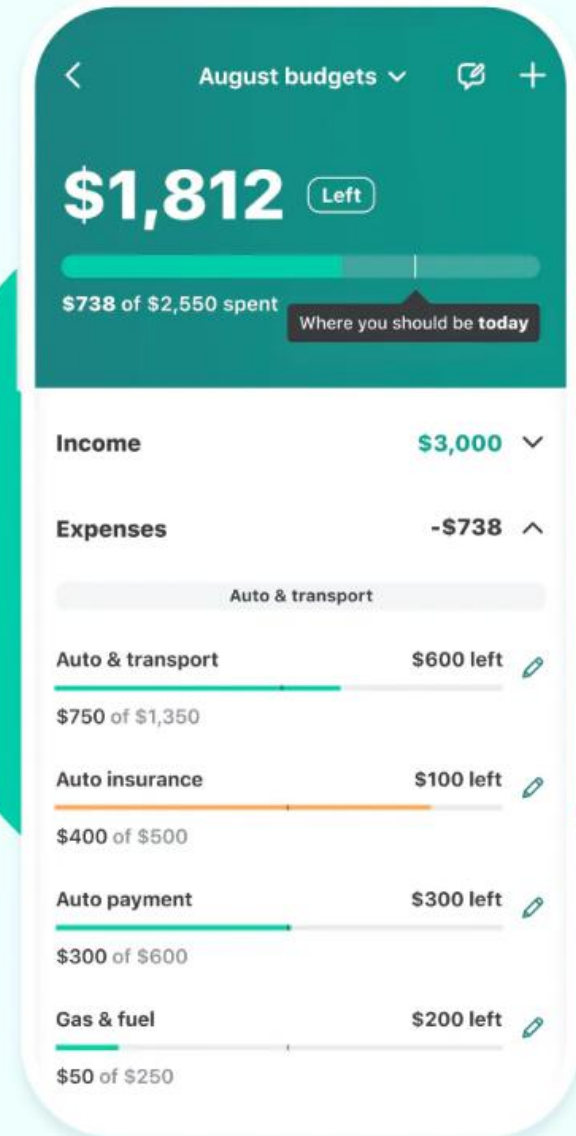 August budgets
$1,812 Left
$738 of $2,550 spent
Where you should be today
Income $3,000
Expenses -$738
Auto & transport
Auto & transport $600 left
$750 of $1,350
Auto insurance $100 left
$400 of $500
Auto payment $300 left
$300 of $600
Gas & fuel $200 left
$50 of $250